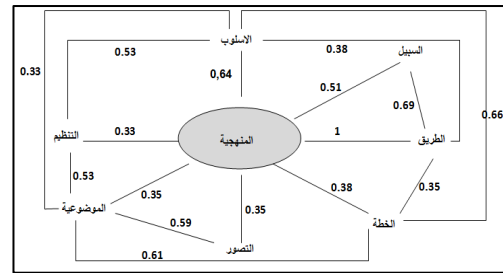 الاسلوب
السبيل
0.53
0.38
0.33
0,64
0.51
0.69
0.66
التنظيم
0.33
المنهجية
1
الطريق
0.53
0.35
0.35
0.38
0.35
الموضوعية
0.59
التصور
الخطة
0.61